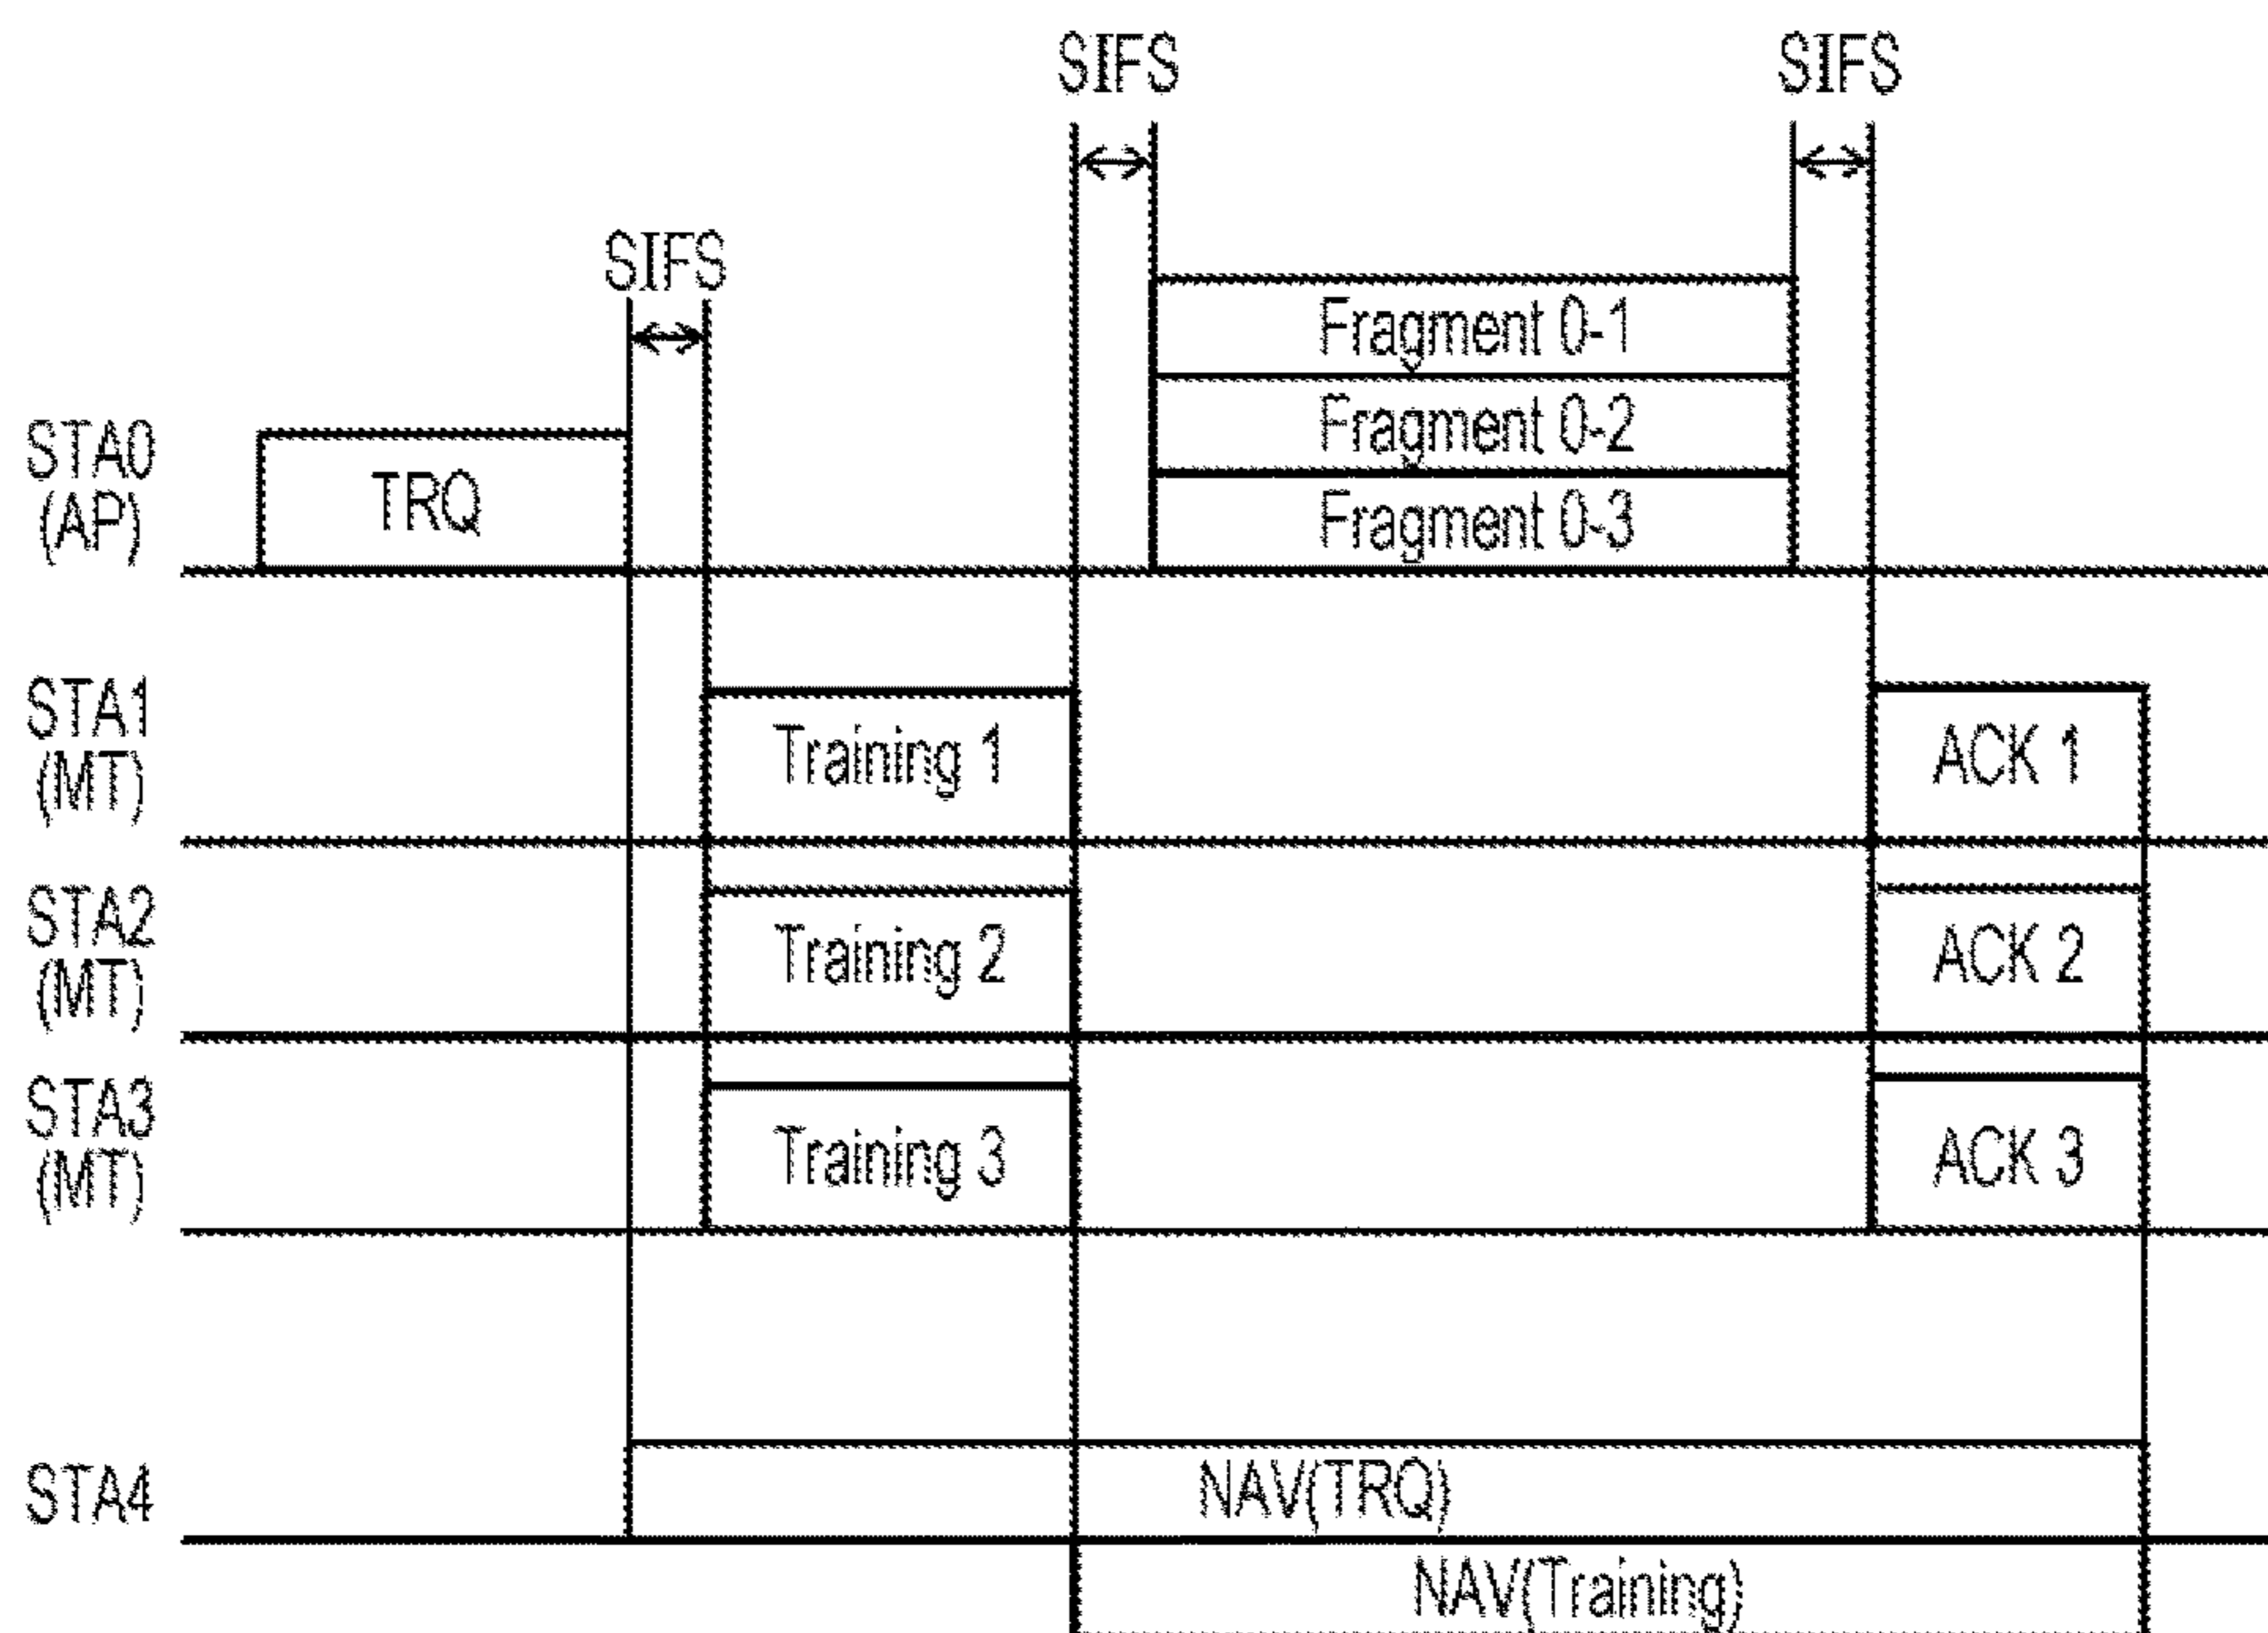 SIFS
SIFS
SIFS
Fragment 0-1
Fragment 0-2
Fragment 0-3
STA0
(AP)
TRQ
STA1
(MT)
Training 1
ACK 1
STA2
(MT)
Training 2
ACK 2
STA3
(MT)
Training 3
ACK 3
STA4
NAV(TRQ)
NAV(Training)